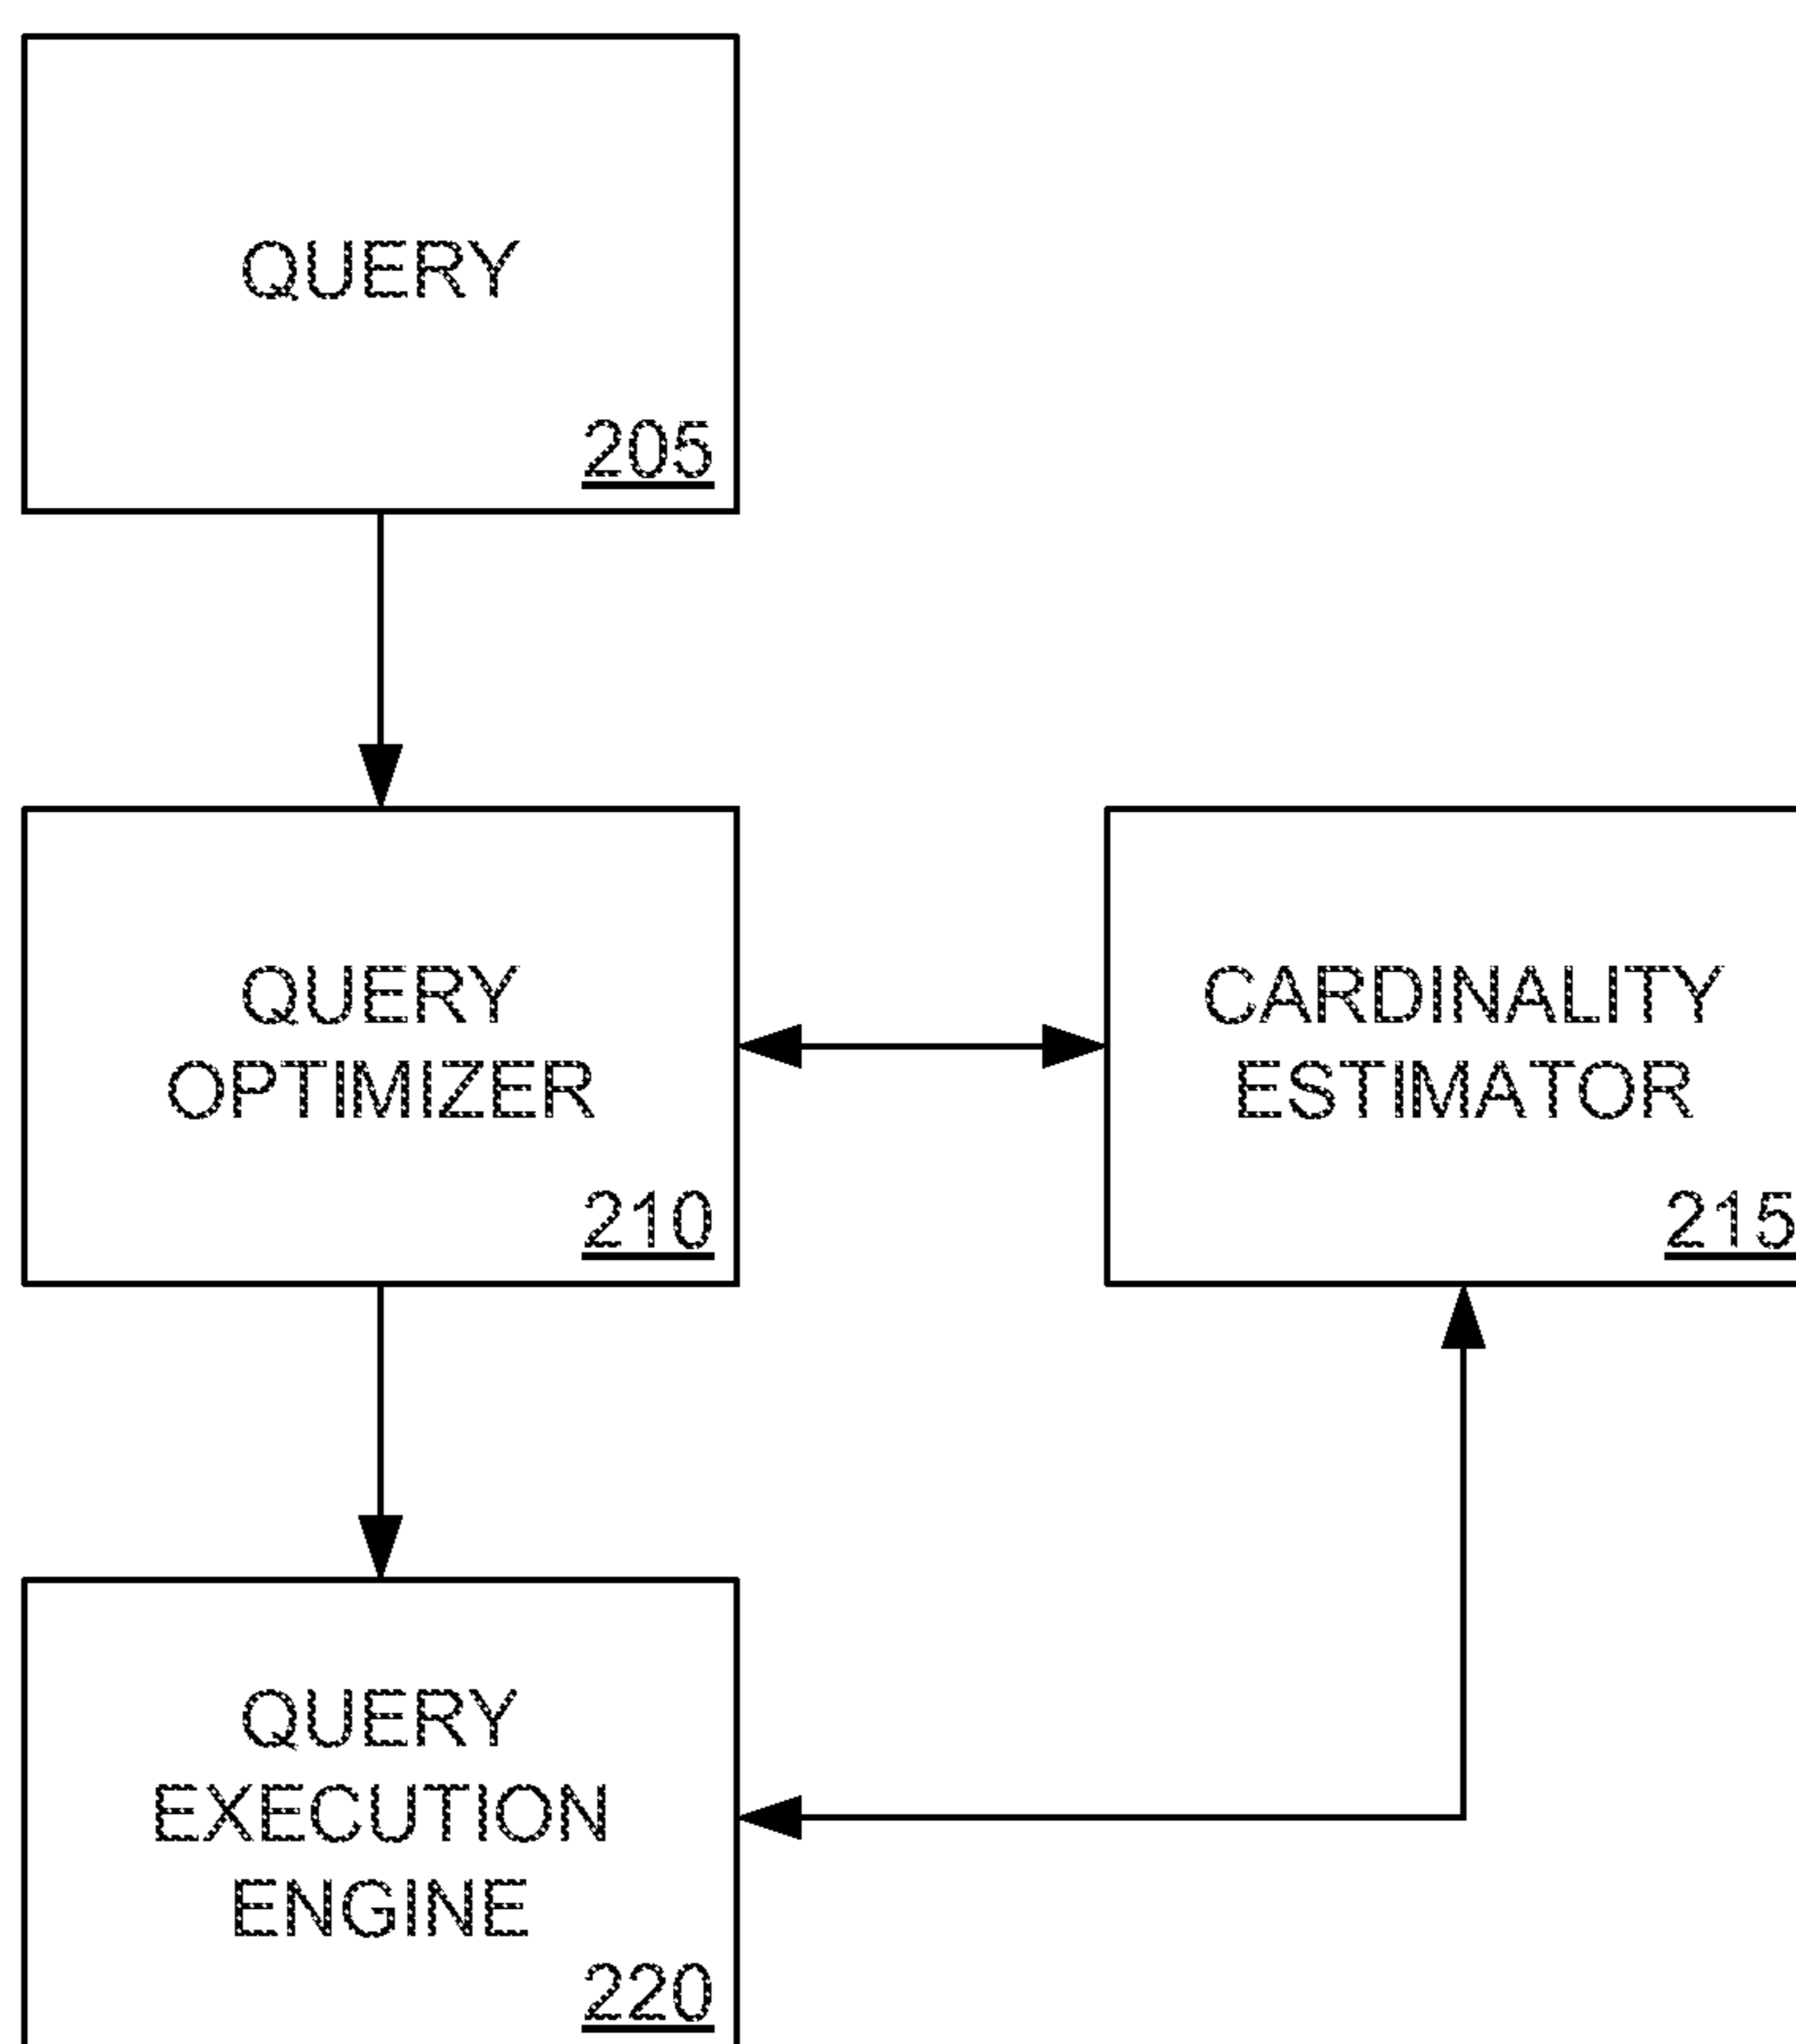 QUERY
205
QUERY
OPTIMIZER
210
CARDINALITY
ESTIMATOR
215
QUERY
EXECUTION
ENGINE
220